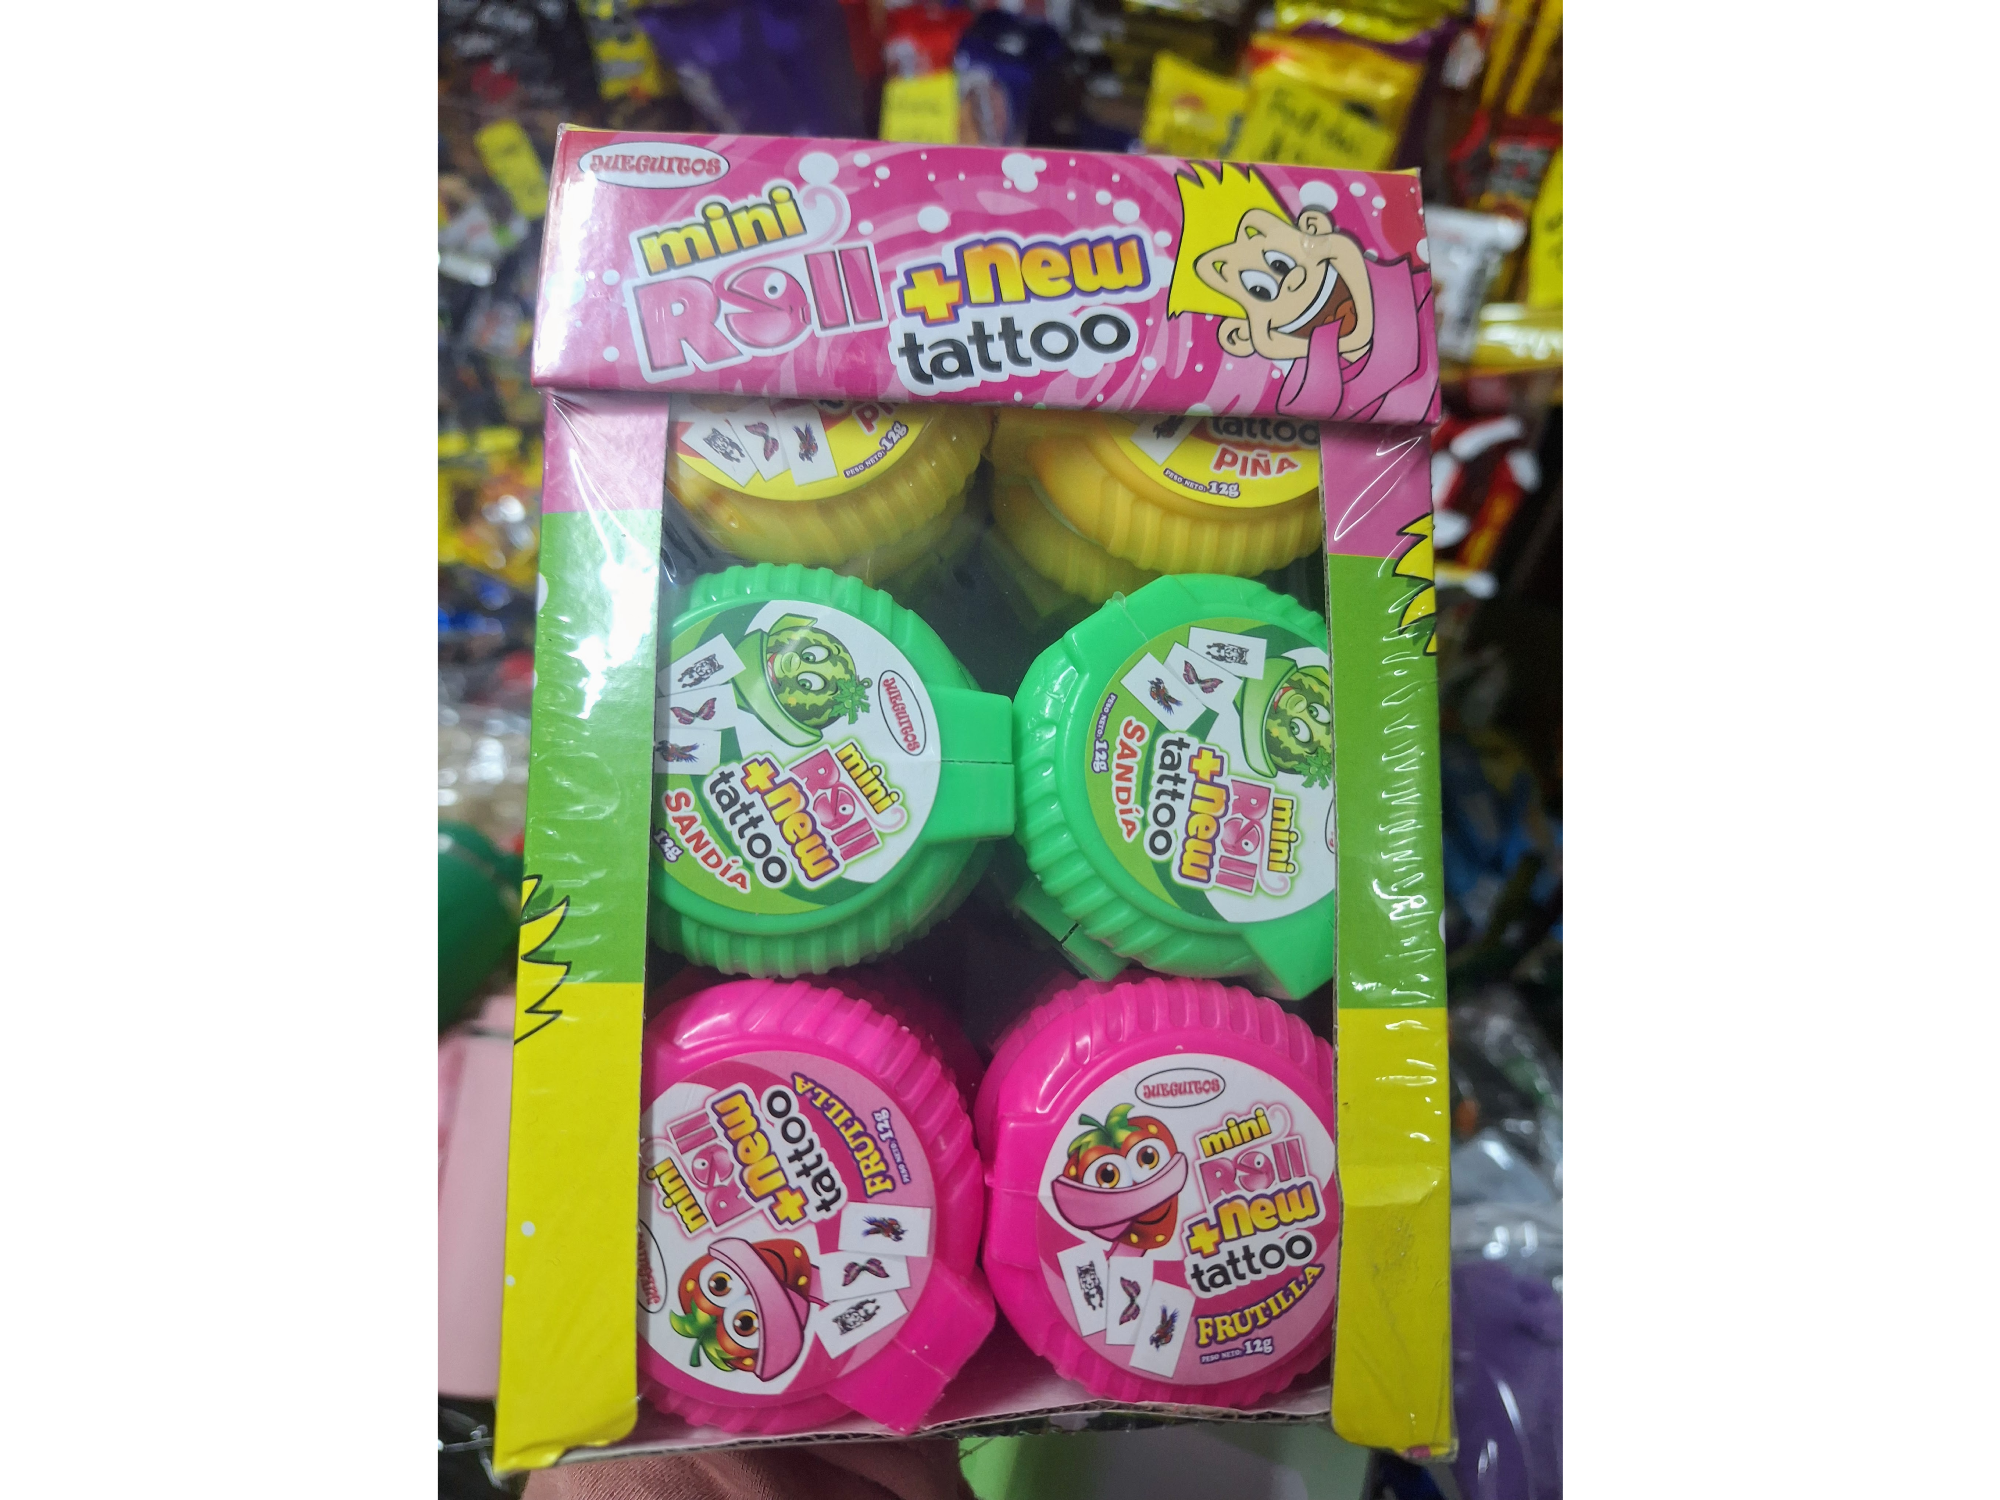 JUEGUITOS
mini
Roll
+new
tattoo
PESO NETO: 12g
tattoo
PIÑA
PESO NETO: 12g
JUEGUITOS
mini
Roll
+new
tattoo
SANDÍA
12g
mini
Roll
+new
tattoo
SANDÍA
PESO NETO: 12g
mini
Roll
+new
tattoo
FRUTILLA
PESO NETO: 12g
JUEGUITOS
mini
Roll
+new
tattoo
FRUTILLA
PESO NETO: 12g